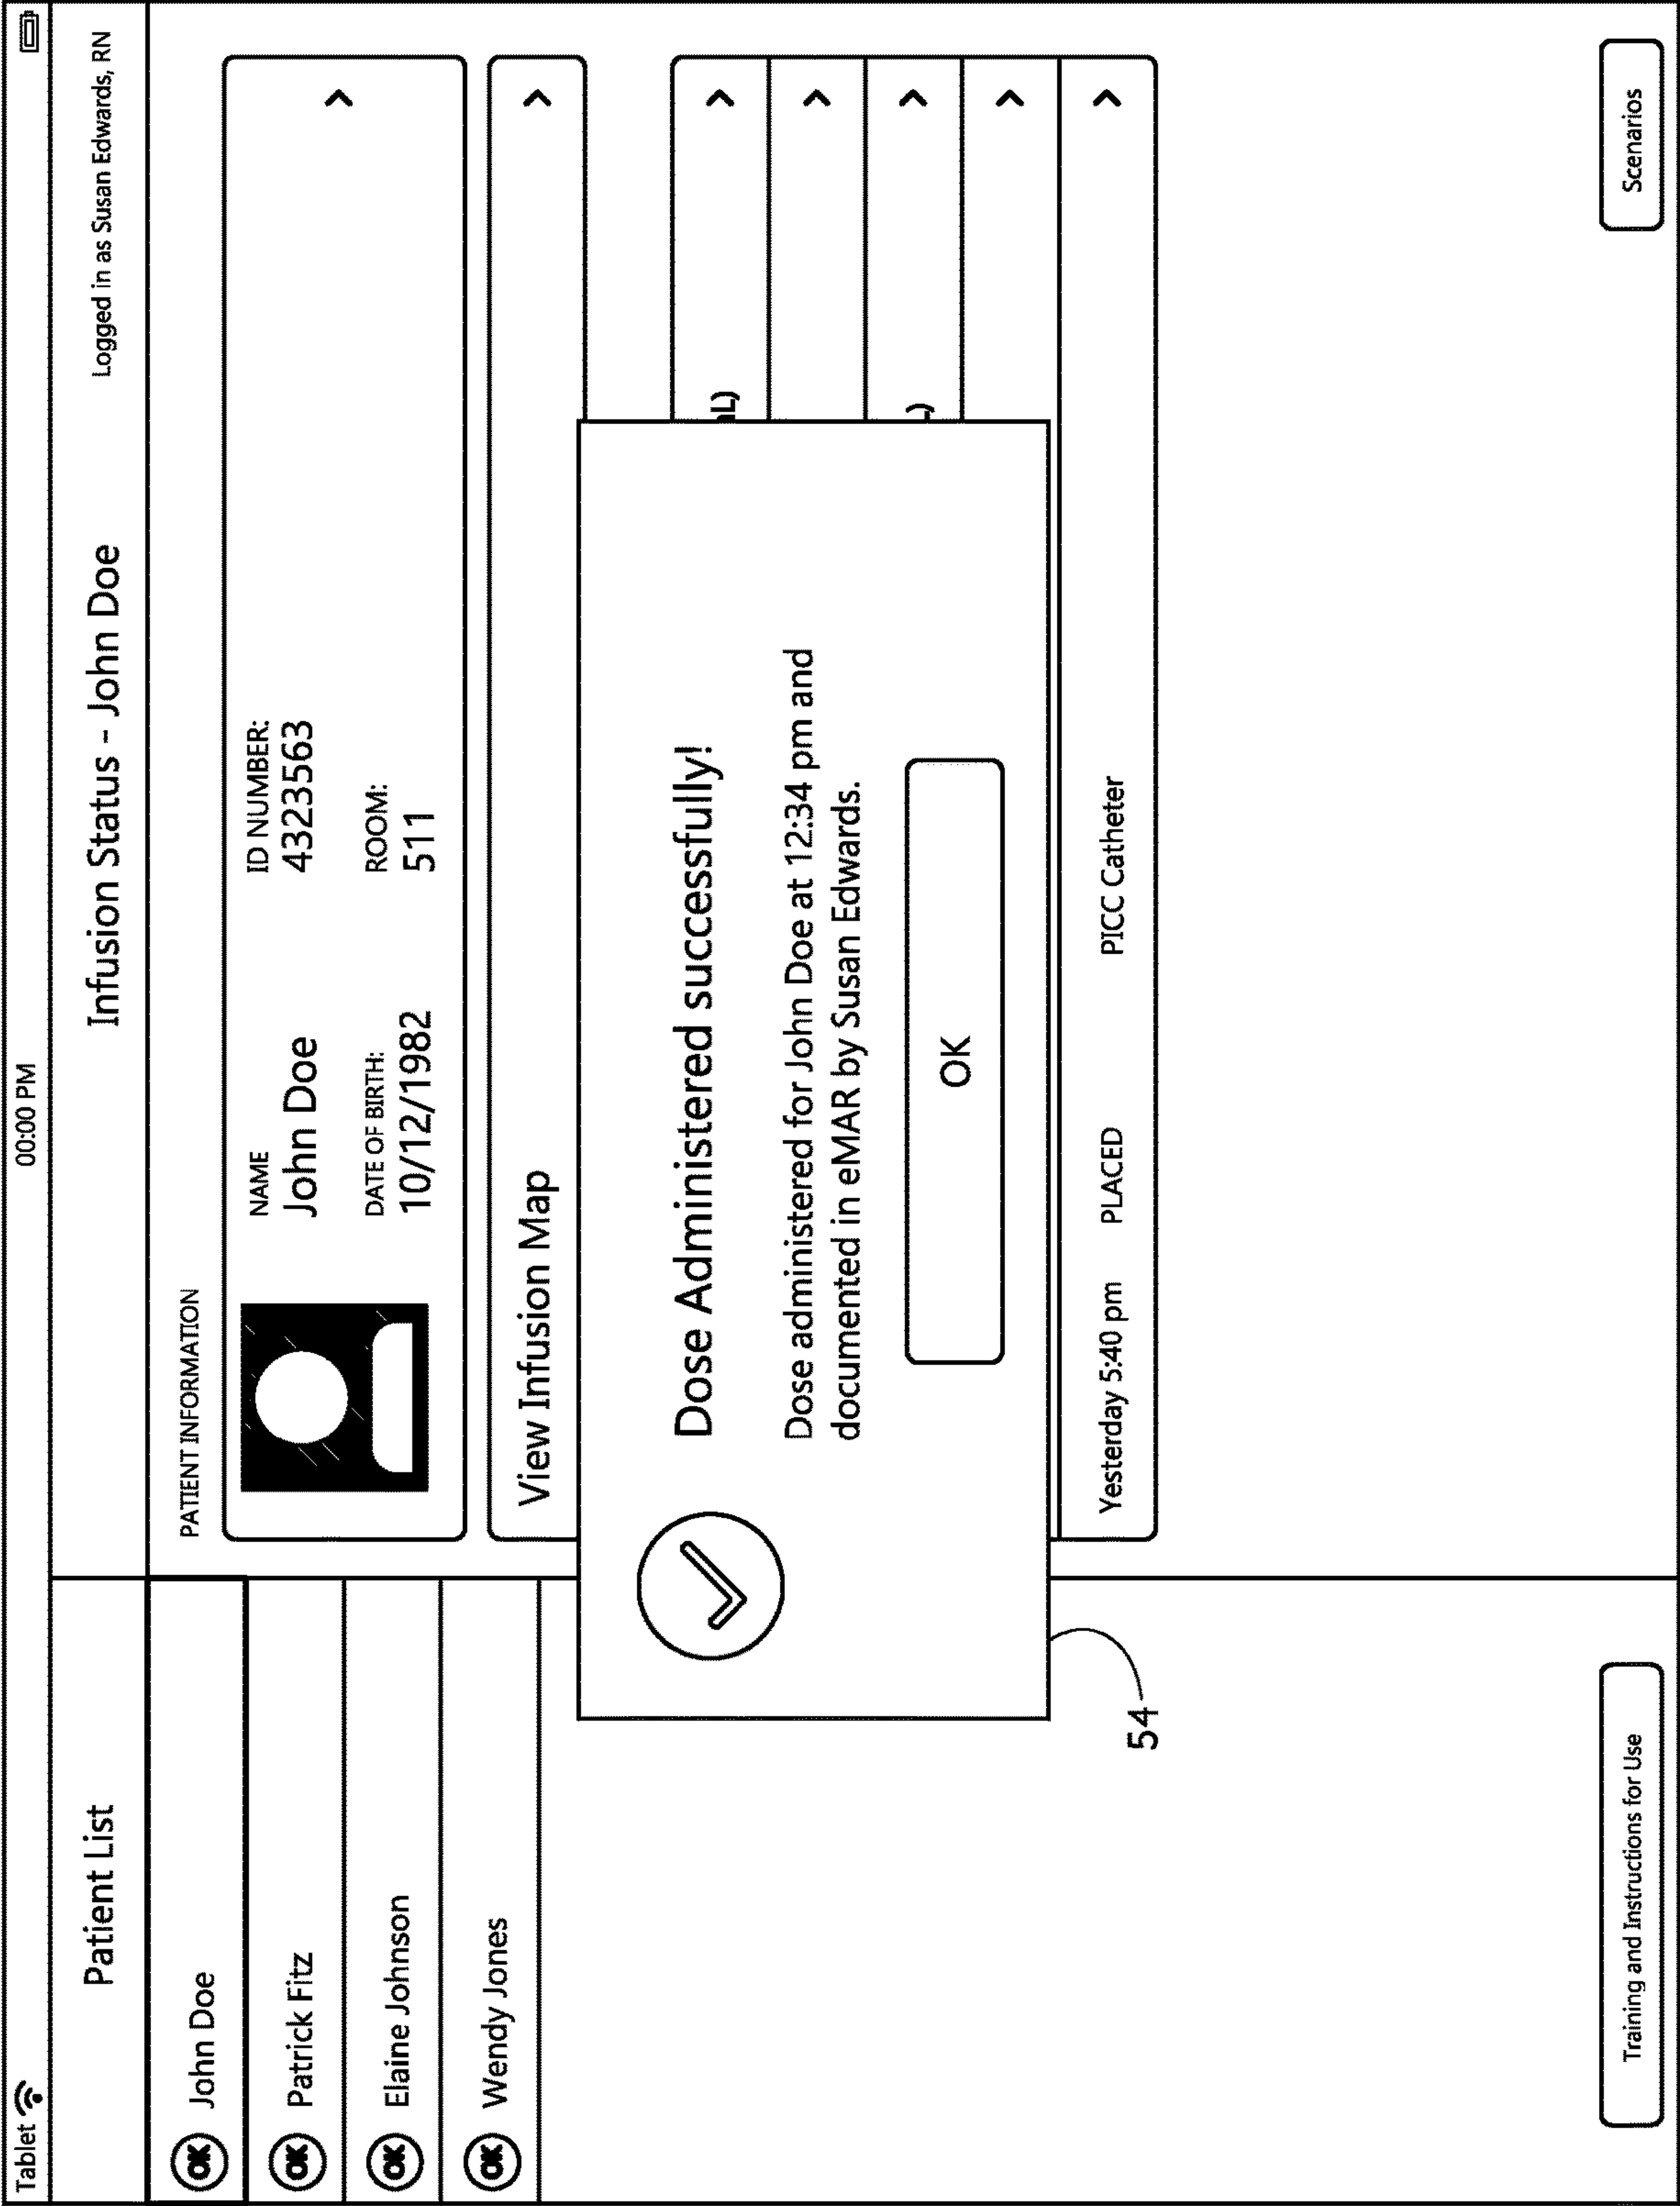 Tablet
00:00 PM
Patient List
Infusion Status - John Doe
Logged in as Susan Edwards, RN
OK John Doe
OK Patrick Fitz
OK Elaine Johnson
OK Wendy Jones
PATIENT INFORMATION
NAME
John Doe
ID NUMBER:
4323563
DATE OF BIRTH:
10/12/1982
ROOM:
511
View Infusion Map
Dose Administered successfully!
Dose administered for John Doe at 12:34 pm and
documented in eMAR by Susan Edwards.
OK
L)
Yesterday 5:40 pm PLACED PICC Catheter
54
Training and Instructions for Use
Scenarios